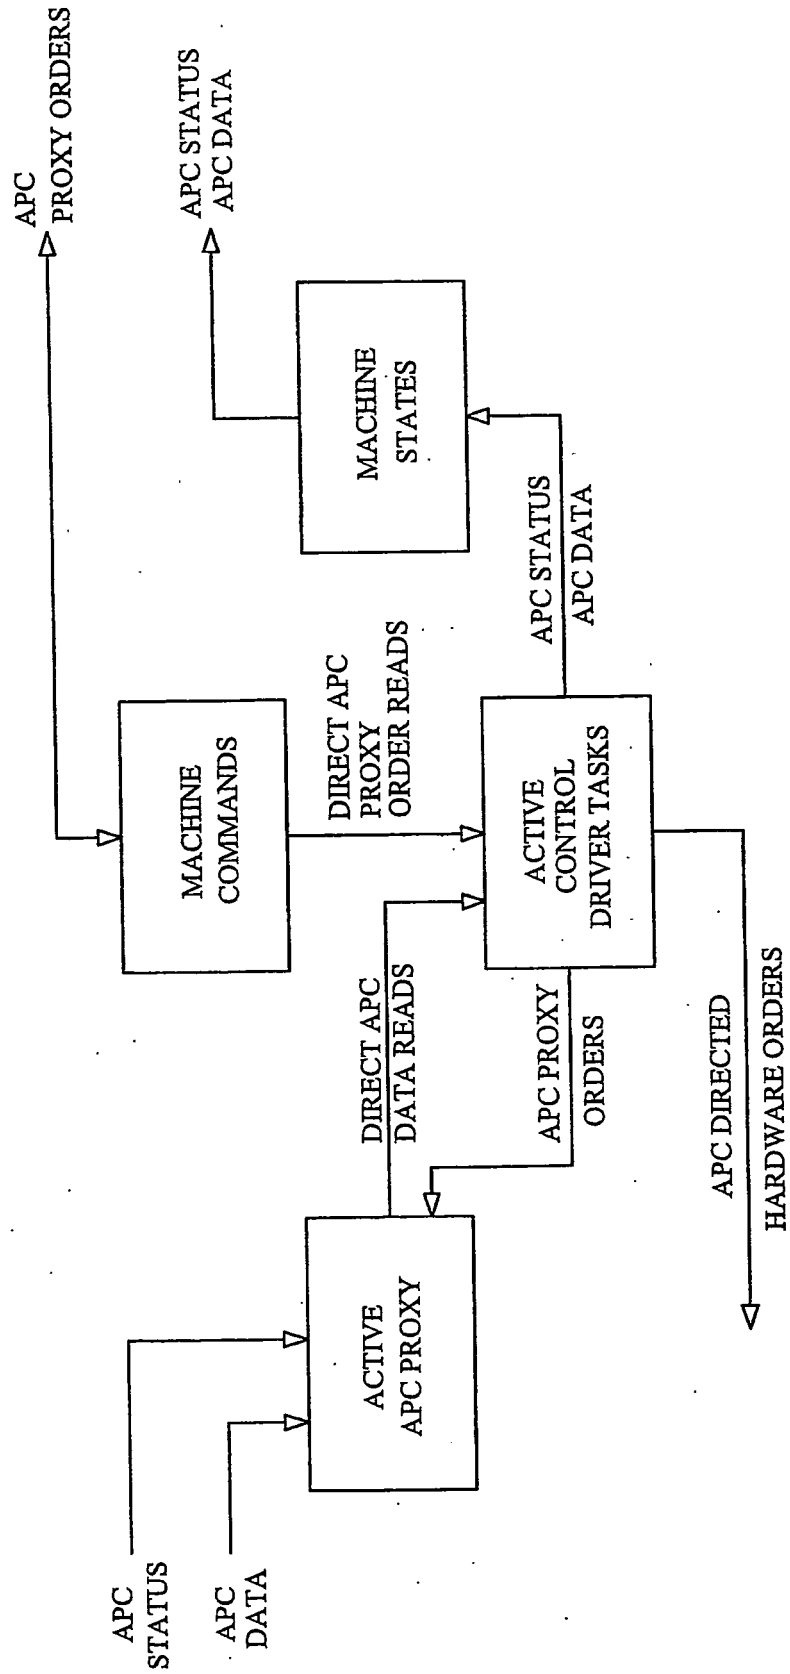 APC
PROXY ORDERS
APC STATUS
APC DATA
MACHINE
STATES
MACHINE
COMMANDS
DIRECT APC
PROXY
ORDER READS
APC STATUS
APC DATA
ACTIVE
CONTROL
DRIVER TASKS
DIRECT APC
DATA READS
APC PROXY
ORDERS
APC DIRECTED
HARDWARE ORDERS
ACTIVE
APC PROXY
APC
STATUS
APC
DATA